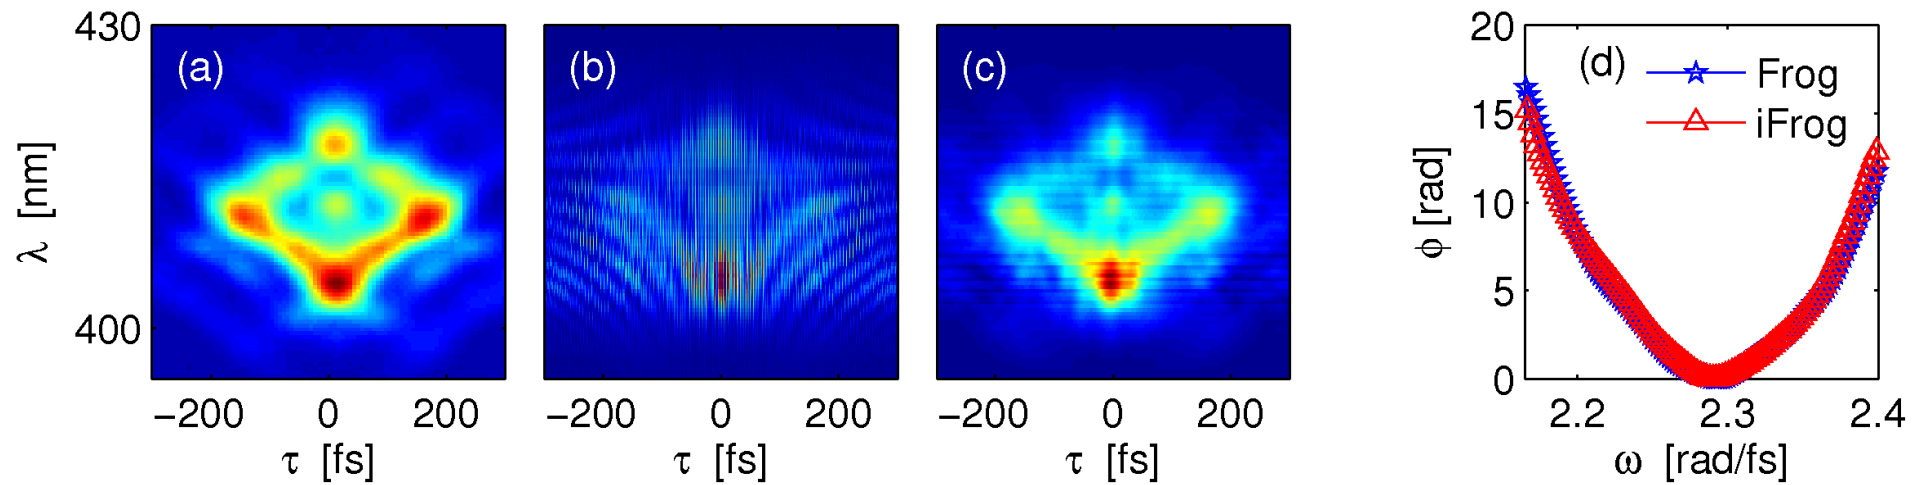 430
400
λ [nm]
(a)
−200 0 200
τ [fs]
(b)
−200 0 200
τ [fs]
(c)
−200 0 200
τ [fs]
20
15
10
5
0
ϕ [rad]
(d)
Frog
iFrog
2.2 2.3 2.4
ω [rad/fs]